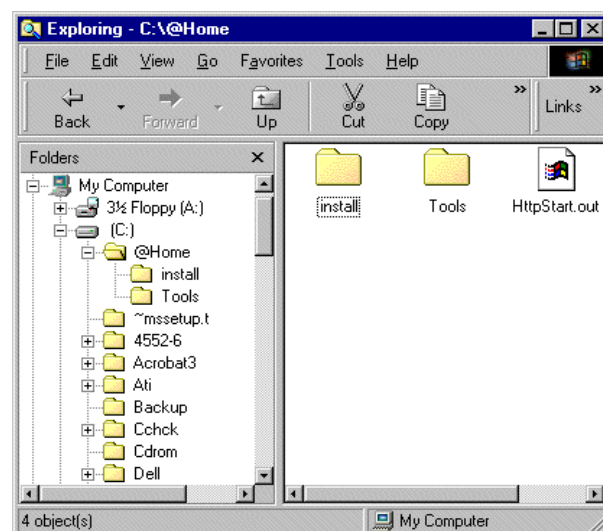 Exploring - C:\@Home
File Edit View Go Favorites Tools Help
Back Forward Up Cut Copy » Links »
Folders ×
My Computer
3½ Floppy (A:)
(C:)
@Home
install
Tools
~mssetup.t
4552-6
Acrobat3
Ati
Backup
Cchck
Cdrom
Dell
install Tools HttpStart.out
4 object(s) My Computer